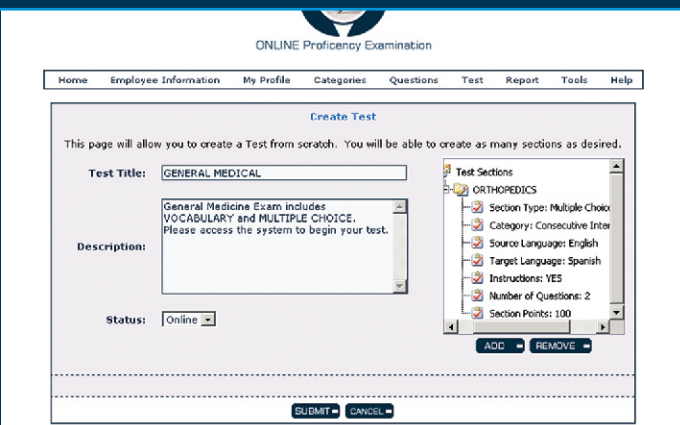 ONLINE Proficency Examination
Home Employee Information My Profile Categories Questions Test Report Tools Help
Create Test
This page will allow you to create a Test from scratch. You will be able to create as many sections as desired.
Test Title: GENERAL MEDICAL
Description: General Medicine Exam includes
VOCABULARY and MULTIPLE CHOICE.
Please access the system to begin your test.
Status: Online
Test Sections
ORTHOPEDICS
Section Type: Multiple Choic
Category: Consecutive Inter
Source Language: English
Target Language: Spanish
Instructions: YES
Number of Questions: 2
Section Points: 100
ADD REMOVE
SUBMIT CANCEL